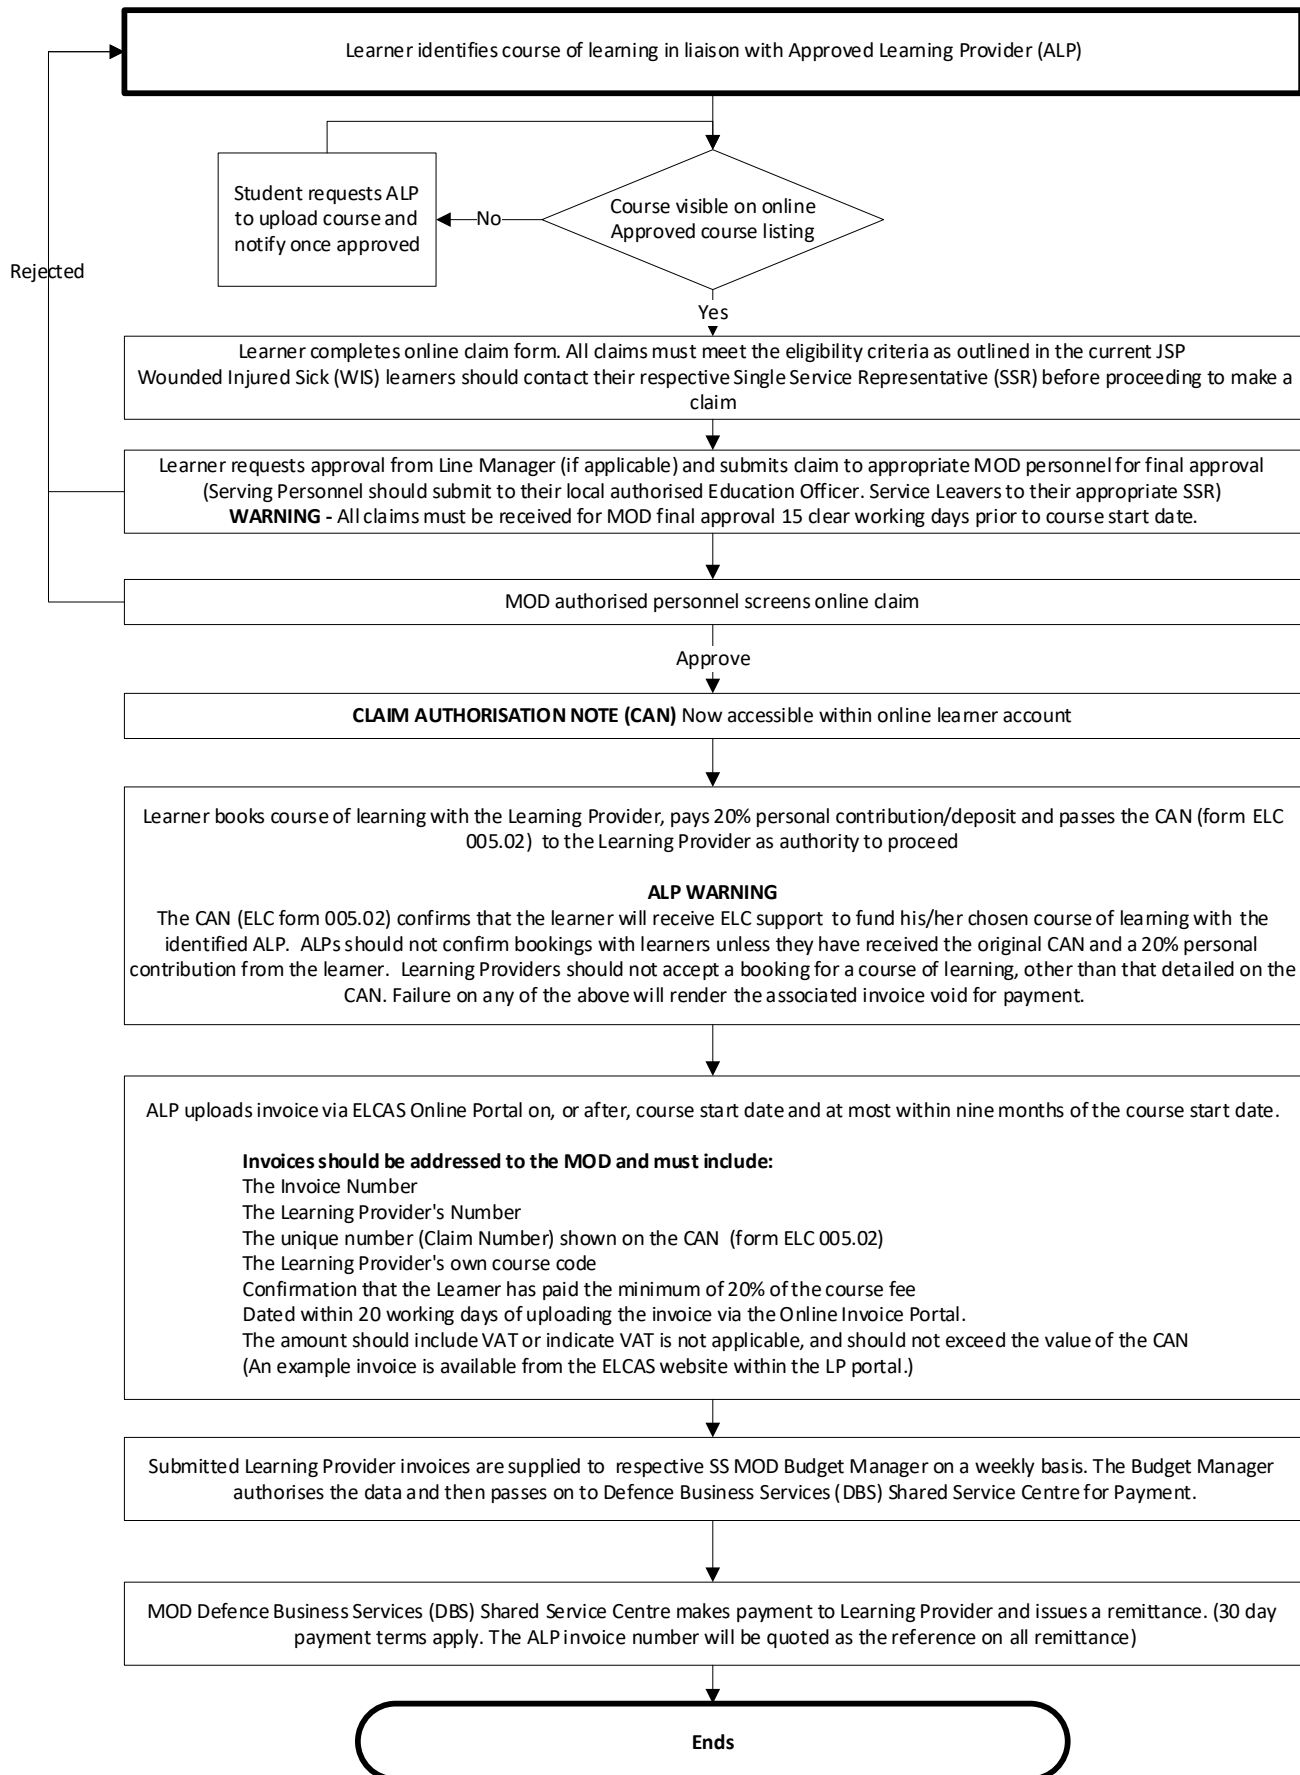 Learner identifies course of learning in liaison with Approved Learning Provider (ALP)
Student requests ALP
to upload course and
notify once approved
No
Course visible on online
Approved course listing
Rejected
Yes
Learner completes online claim form. All claims must meet the eligibility criteria as outlined in the current JSP
Wounded Injured Sick (WIS) learners should contact their respective Single Service Representative (SSR) before proceeding to make a
claim
Learner requests approval from Line Manager (if applicable) and submits claim to appropriate MOD personnel for final approval
(Serving Personnel should submit to their local authorised Education Officer. Service Leavers to their appropriate SSR)
WARNING - All claims must be received for MOD final approval 15 clear working days prior to course start date.
MOD authorised personnel screens online claim
Approve
CLAIM AUTHORISATION NOTE (CAN) Now accessible within online learner account
Learner books course of learning with the Learning Provider, pays 20% personal contribution/deposit and passes the CAN (form ELC
005.02) to the Learning Provider as authority to proceed
ALP WARNING
The CAN (ELC form 005.02) confirms that the learner will receive ELC support to fund his/her chosen course of learning with the
identified ALP. ALPs should not confirm bookings with learners unless they have received the original CAN and a 20% personal
contribution from the learner. Learning Providers should not accept a booking for a course of learning, other than that detailed on the
CAN. Failure on any of the above will render the associated invoice void for payment.
ALP uploads invoice via ELCAS Online Portal on, or after, course start date and at most within nine months of the course start date.
Invoices should be addressed to the MOD and must include:
The Invoice Number
The Learning Provider's Number
The unique number (Claim Number) shown on the CAN (form ELC 005.02)
The Learning Provider's own course code
Confirmation that the Learner has paid the minimum of 20% of the course fee
Dated within 20 working days of uploading the invoice via the Online Invoice Portal.
The amount should include VAT or indicate VAT is not applicable, and should not exceed the value of the CAN
(An example invoice is available from the ELCAS website within the LP portal.)
Submitted Learning Provider invoices are supplied to respective SS MOD Budget Manager on a weekly basis. The Budget Manager
authorises the data and then passes on to Defence Business Services (DBS) Shared Service Centre for Payment.
MOD Defence Business Services (DBS) Shared Service Centre makes payment to Learning Provider and issues a remittance. (30 day
payment terms apply. The ALP invoice number will be quoted as the reference on all remittance)
Ends